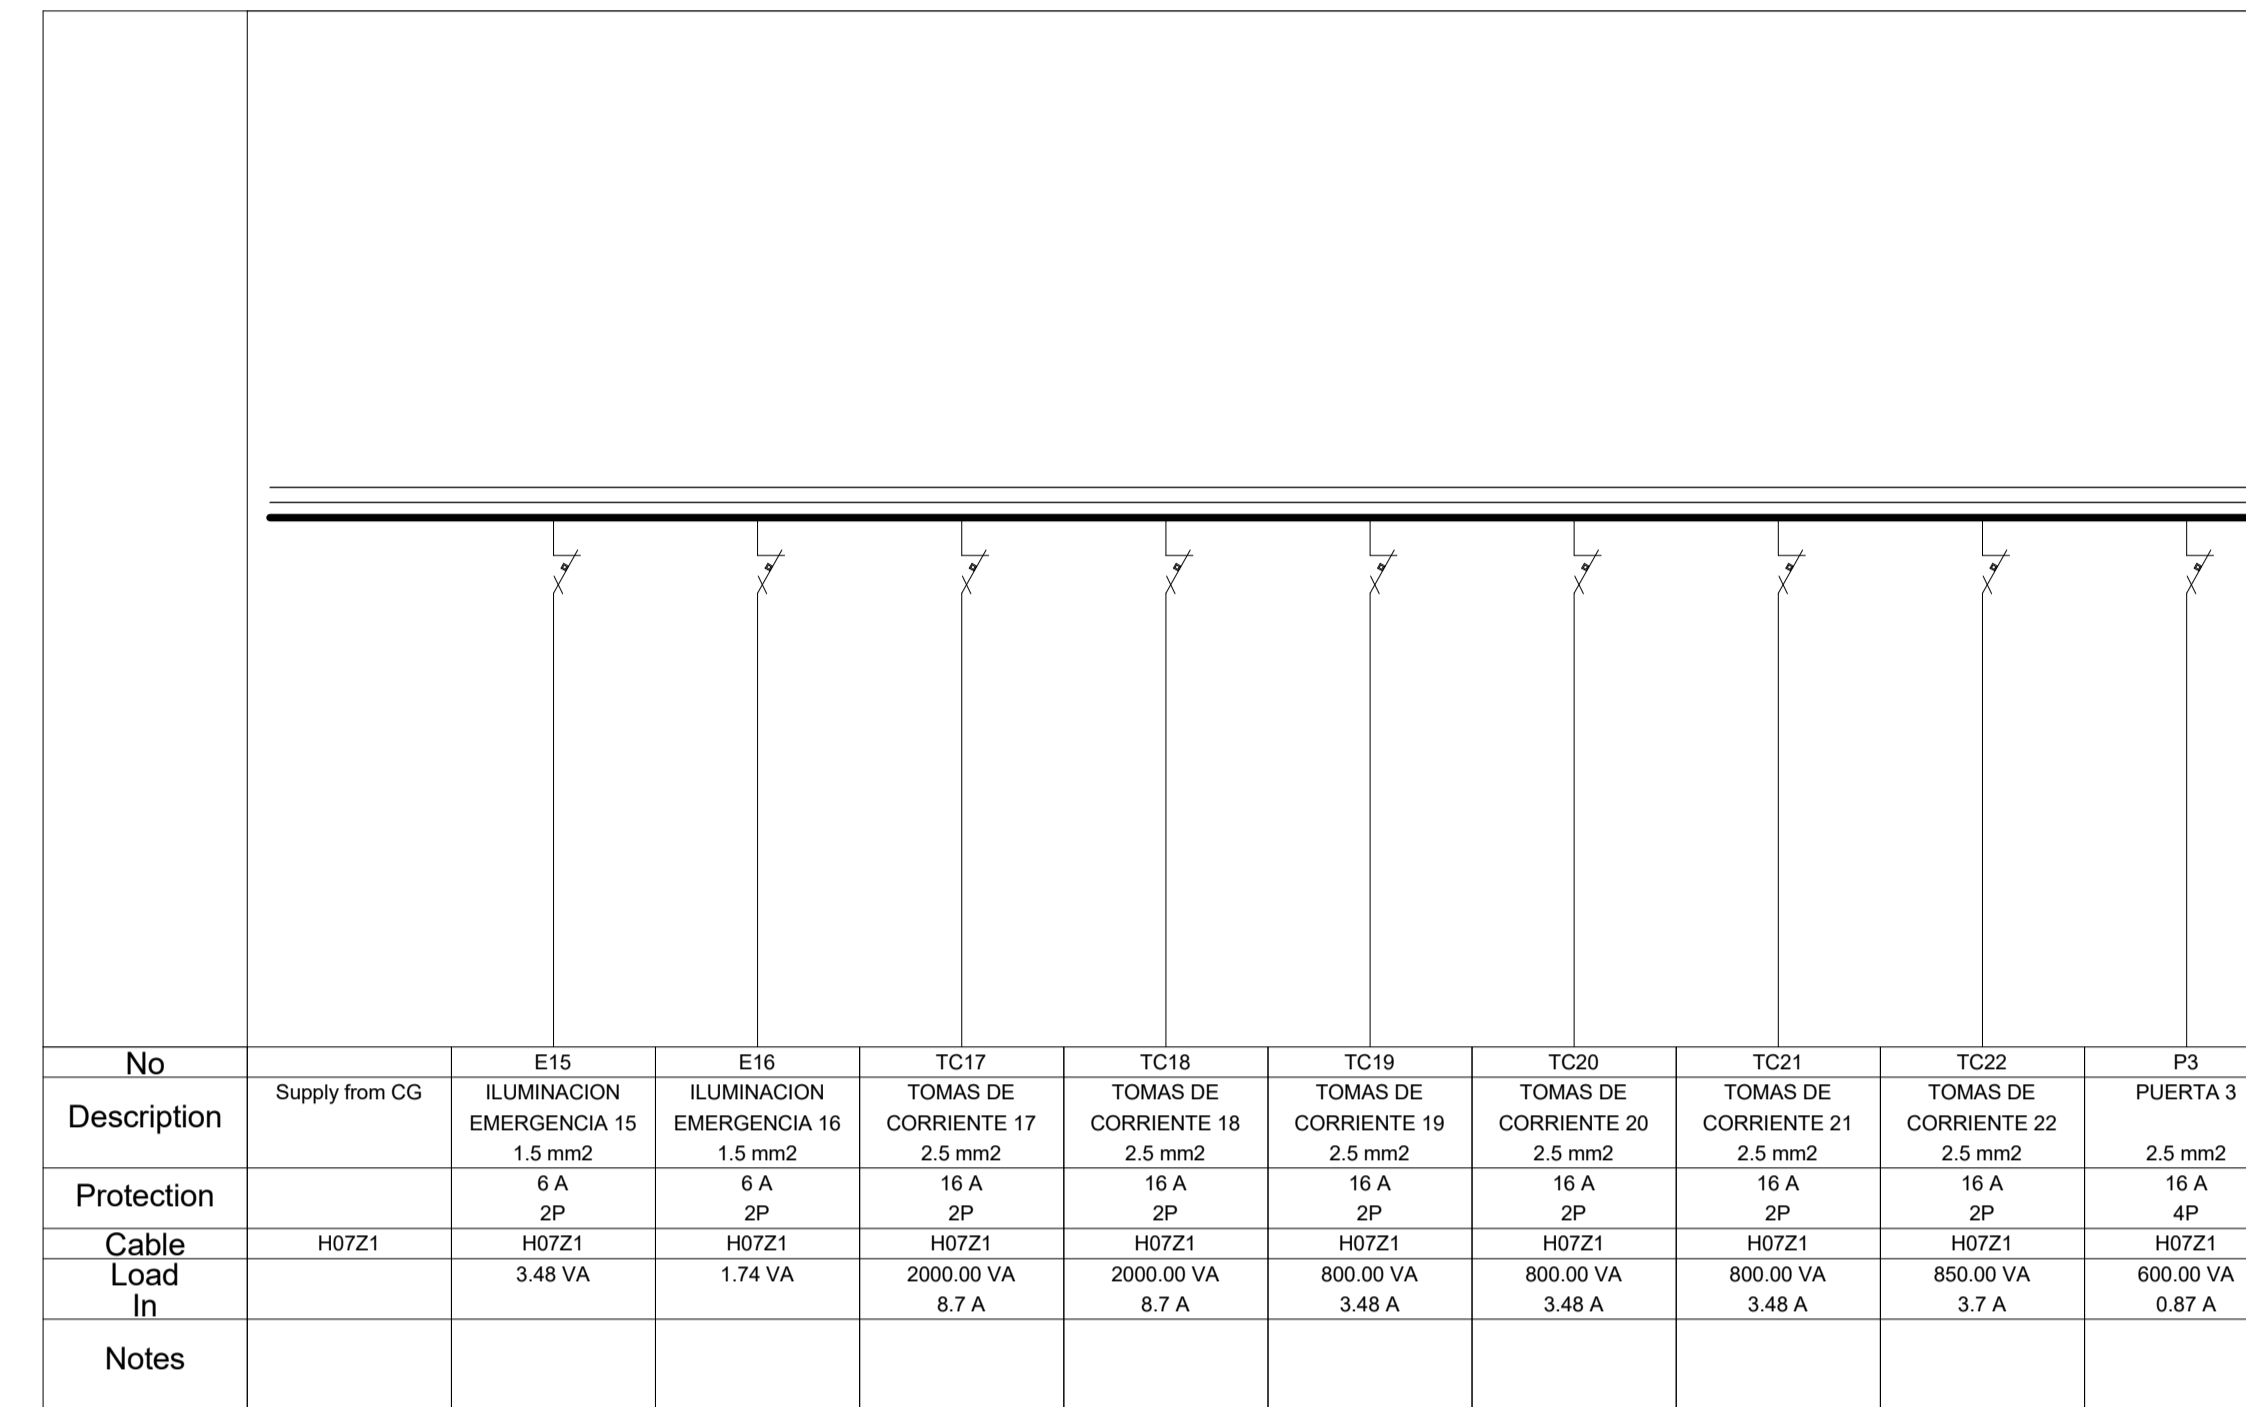 No E15 E16 TC17 TC18 TC19 TC20 TC21 TC22 P3
Description Supply from CG ILUMINACION ILUMINACION TOMAS DE TOMAS DE TOMAS DE TOMAS DE TOMAS DE TOMAS DE PUERTA 3
EMERGENCIA 15 EMERGENCIA 16 CORRIENTE 17 CORRIENTE 18 CORRIENTE 19 CORRIENTE 20 CORRIENTE 21 CORRIENTE 22
1.5 mm2 1.5 mm2 2.5 mm2 2.5 mm2 2.5 mm2 2.5 mm2 2.5 mm2 2.5 mm2 2.5 mm2
Protection 6 A 6 A 16 A 16 A 16 A 16 A 16 A 16 A 16 A
2P 2P 2P 2P 2P 2P 2P 2P 4P
Cable H07Z1 H07Z1 H07Z1 H07Z1 H07Z1 H07Z1 H07Z1 H07Z1 H07Z1 H07Z1
Load 3.48 VA 1.74 VA 2000.00 VA 2000.00 VA 800.00 VA 800.00 VA 800.00 VA 850.00 VA 600.00 VA
In 8.7 A 8.7 A 3.48 A 3.48 A 3.48 A 3.7 A 0.87 A
Notes